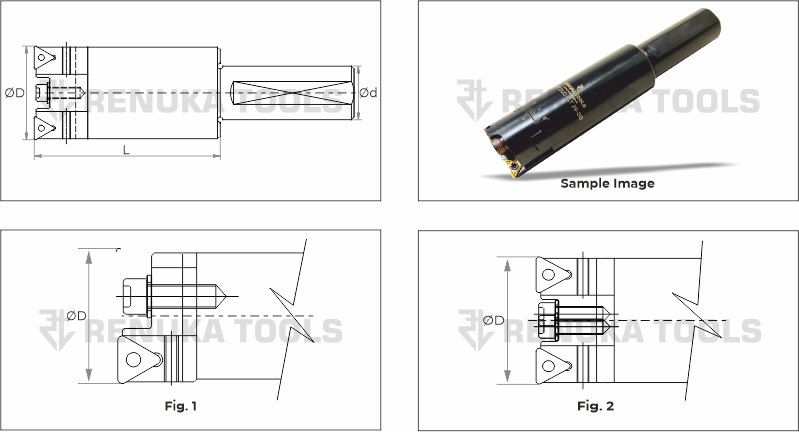 ØD
RENUKA TOOLS
Ød
L
RENUKA TOOLS
Sample Image
ØD
RENUKA TOOLS
Fig. 1
ØD
RENUKA TOOLS
Fig. 2